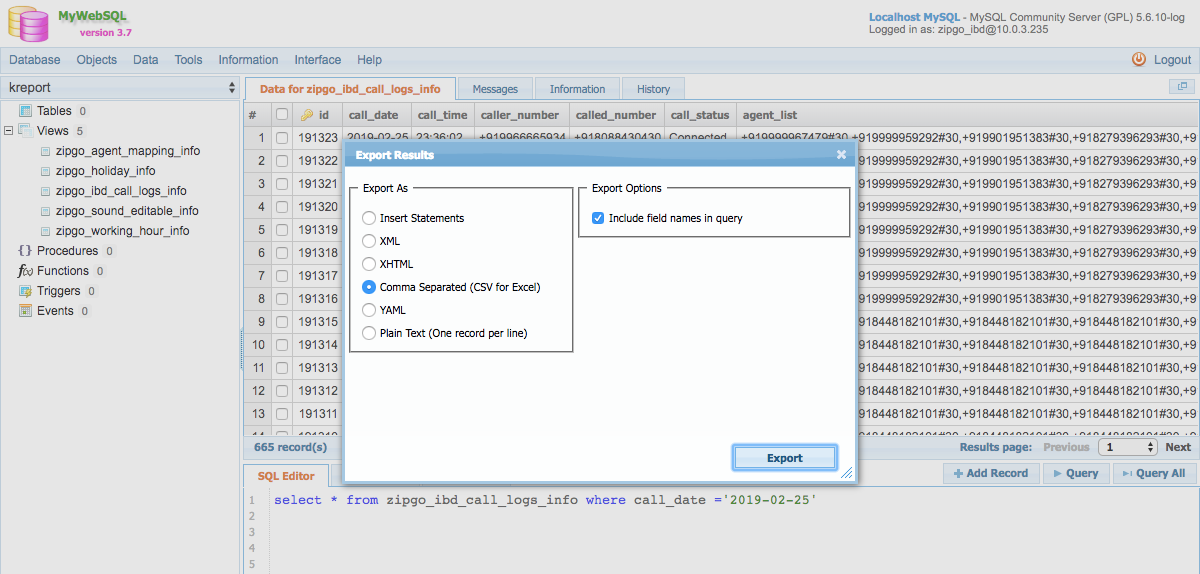 MyWebSQL
version 3.7
Localhost MySQL - MySQL Community Server (GPL) 5.6.10-log
Logged in as: zipgo_ibd@10.0.3.235
Database Objects Data Tools Information Interface Help Logout
kreport
Tables 0
Views 5
zipgo_agent_mapping_info
zipgo_holiday_info
zipgo_ibd_call_logs_info
zipgo_sound_editable_info
zipgo_working_hour_info
{} Procedures 0
f(x) Functions 0
Triggers 0
Events 0
Data for zipgo_ibd_call_logs_info Messages Information History
# id call_date call_time caller_number called_number call_status agent_list
1 191323 2019-02-25 23:36:02 +919966665934 +918088430430 Connected +919999967479#30,+919999959292#30,+919901951383#30,+918279396293#30,+9
2 191322 +919999959292#30,+919901951383#30,+918279396293#30,+9
3 191321 +919999959292#30,+919901951383#30,+918279396293#30,+9
4 191320 +919999959292#30,+919901951383#30,+918279396293#30,+9
5 191319 +919999959292#30,+919901951383#30,+918279396293#30,+9
6 191318 +919999959292#30,+919901951383#30,+918279396293#30,+9
7 191317 +919999959292#30,+919901951383#30,+918279396293#30,+9
8 191316 +919999959292#30,+919901951383#30,+918279396293#30,+9
9 191315 +918448182101#30,+918448182101#30,+918448182101#30,+9
10 191314 +918448182101#30,+918448182101#30,+918448182101#30,+9
11 191313 +918448182101#30,+918448182101#30,+918448182101#30,+9
12 191312 +918448182101#30,+918448182101#30,+918448182101#30,+9
13 191311 +918448182101#30,+918448182101#30,+918448182101#30,+9
Export Results
Export As
Insert Statements
XML
XHTML
Comma Separated (CSV for Excel)
YAML
Plain Text (One record per line)
Export Options
Include field names in query
Export
665 record(s) Results page: Previous 1 Next
SQL Editor Add Record Query Query All
1 select * from zipgo_ibd_call_logs_info where call_date ='2019-02-25'
2
3
4
5